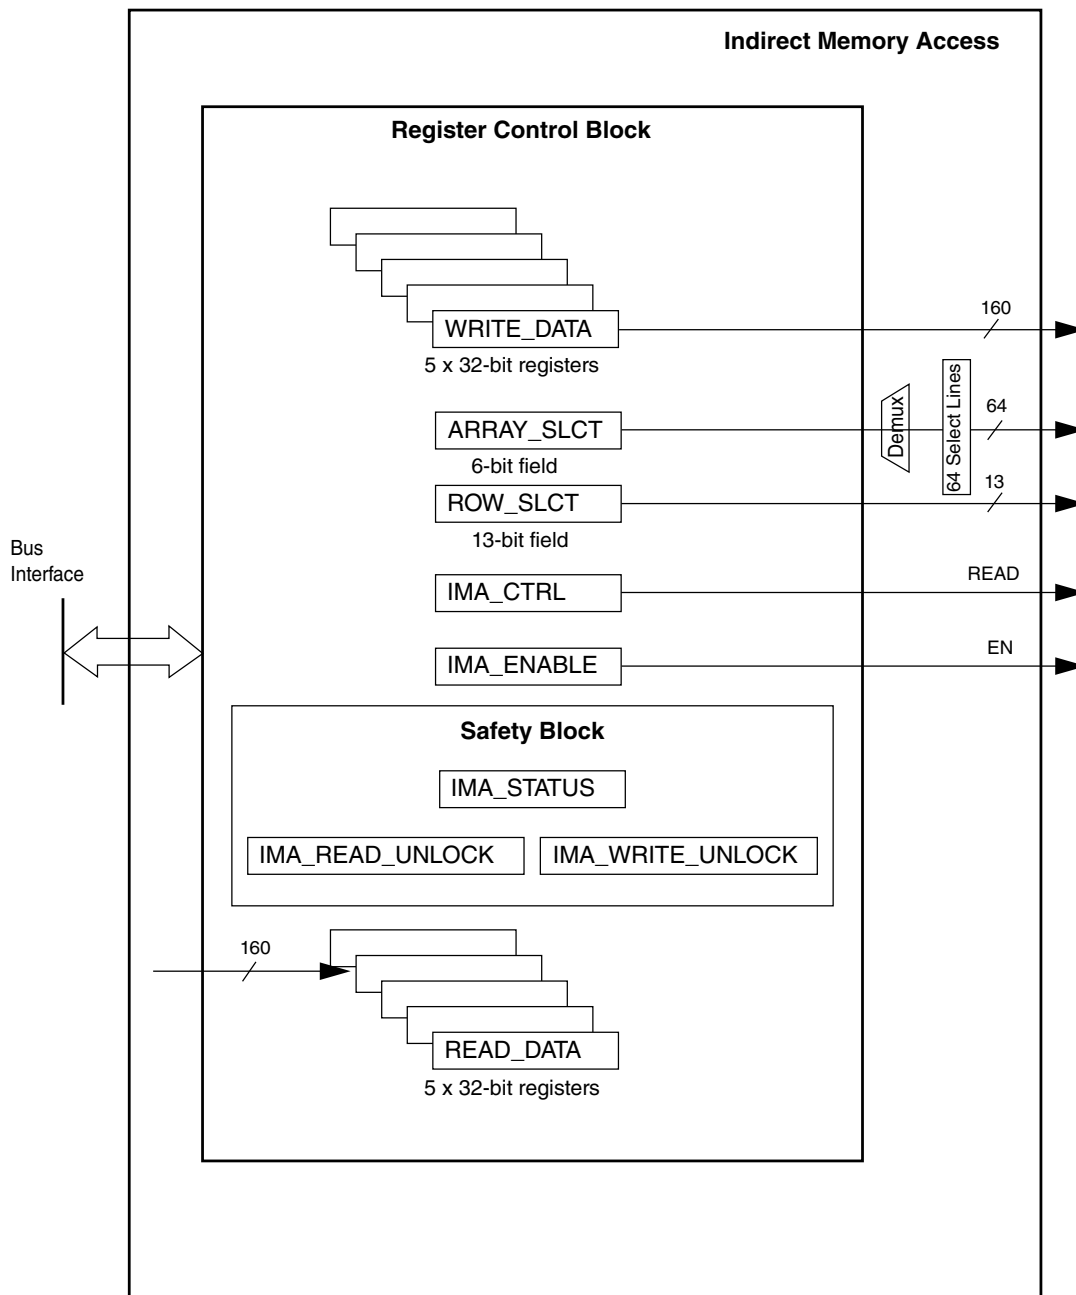 Indirect Memory Access
Register Control Block
WRITE_DATA
160
5 x 32-bit registers
ARRAY_SLCT
Demux
64 Select Lines
64
6-bit field
ROW_SLCT
13
13-bit field
Bus
Interface
IMA_CTRL
READ
IMA_ENABLE
EN
Safety Block
IMA_STATUS
IMA_READ_UNLOCK
IMA_WRITE_UNLOCK
160
READ_DATA
5 x 32-bit registers